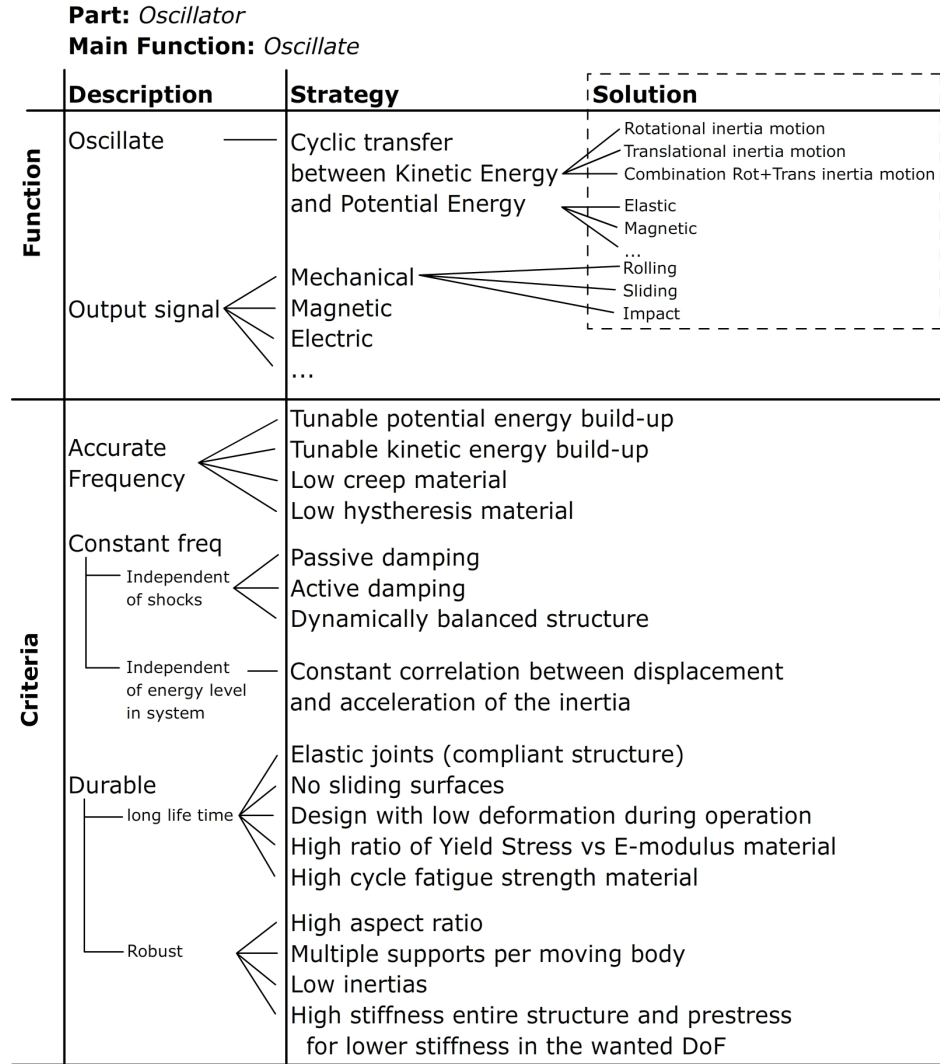 Part: Oscillator
Main Function: Oscillate
Description Strategy Solution
Function
Oscillate
Cyclic transfer
between Kinetic Energy
and Potential Energy
Rotational inertia motion
Translational inertia motion
Combination Rot+Trans inertia motion
Elastic
Magnetic
...
Output signal
Mechanical
Magnetic
Electric
...
Rolling
Sliding
Impact
Criteria
Accurate
Frequency
Tunable potential energy build-up
Tunable kinetic energy build-up
Low creep material
Low hystheresis material
Constant freq
Independent
of shocks
Passive damping
Active damping
Dynamically balanced structure
Independent
of energy level
in system
Constant correlation between displacement
and acceleration of the inertia
Durable
long life time
Elastic joints (compliant structure)
No sliding surfaces
Design with low deformation during operation
High ratio of Yield Stress vs E-modulus material
High cycle fatigue strength material
Robust
High aspect ratio
Multiple supports per moving body
Low inertias
High stiffness entire structure and prestress
for lower stiffness in the wanted DoF